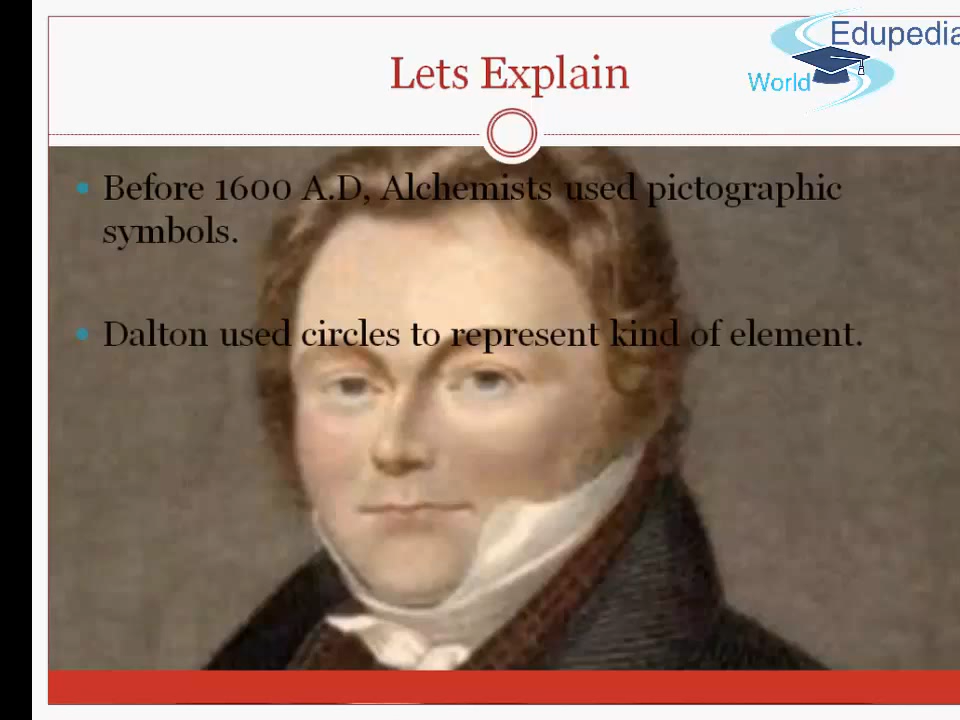 Edupedia
World
Lets Explain
Before 1600 A.D, Alchemists used pictographic
symbols.
Dalton used circles to represent kind of element.